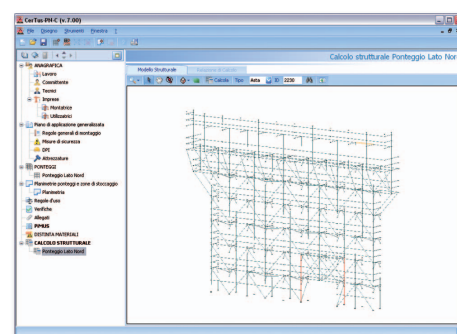 CerTus-PN-C (v.7.00)
File Disegno Strumenti Finestra ?
Calcolo strutturale Ponteggio Lato Nord
ANAGRAFICA
Lavoro
Committente
Tecnici
Imprese
Montatrice
Utilizzatrici
Piano di applicazione generalizzata
Regole generali di montaggio
Misure di sicurezza
DPI
Attrezzature
PONTEGGI
Ponteggio Lato Nord
Planimetrie ponteggi e zone di stoccaggio
Planimetria
Regole d'uso
Verifiche
Allegati
PIMUS
DISTINTA MATERIALI
CALCOLO STRUTTURALE
Ponteggio Lato Nord
Modello Strutturale
Calcola Tipo Asta 2230